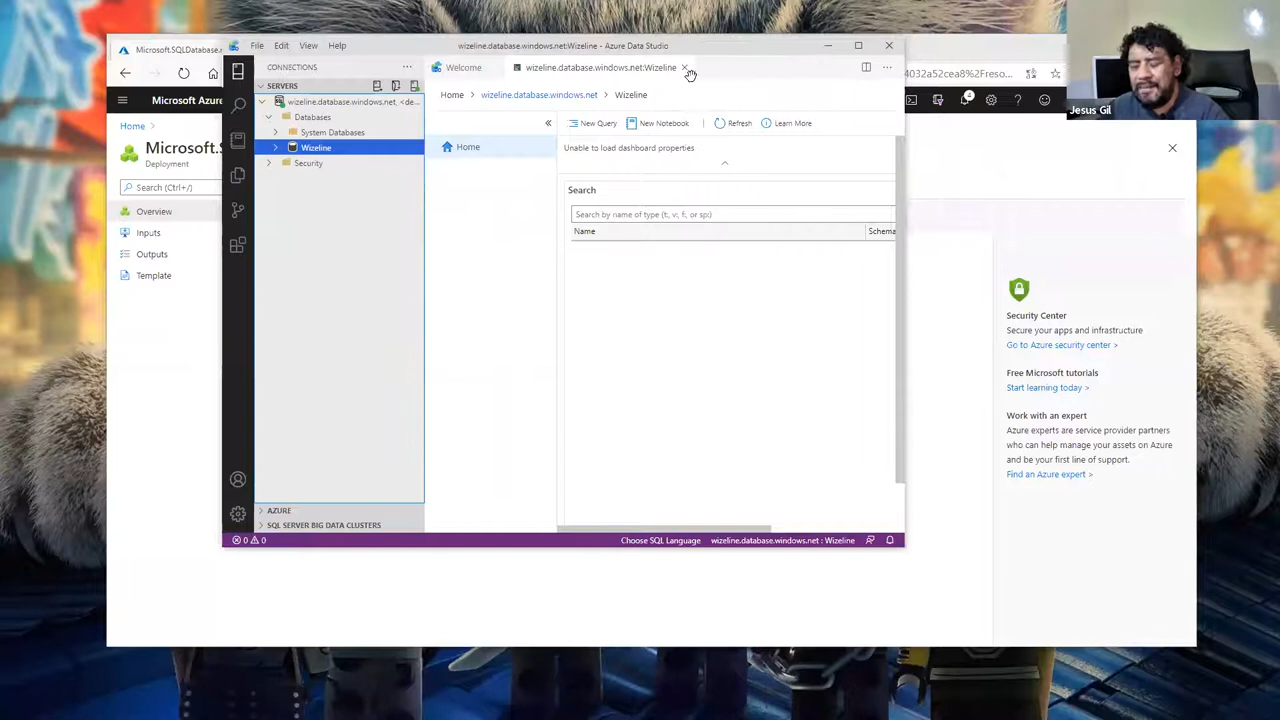 Microsoft.SQLDatabase.
File Edit View Help
wizeline.database.windows.net:Wizeline - Azure Data Studio
CONNECTIONS
Welcome
wizeline.database.windows.net:Wizeline
4032a52cea8%2Freso...
Microsoft Azure
SERVERS
wizeline.database.windows.net, <de...
Home > wizeline.database.windows.net > Wizeline
4
Jesus Gil
Databases
System Databases
Wizeline
Security
New Query
New Notebook
Refresh
Learn More
Home >
Microsoft.S
Deployment
Search (Ctrl+/)
Overview
Inputs
Outputs
Template
Home
Unable to load dashboard properties
Search
Search by name of type (t:, v:, f:, or sp:)
Name
Schema
Security Center
Secure your apps and infrastructure
Go to Azure security center >
Free Microsoft tutorials
Start learning today >
Work with an expert
Azure experts are service provider partners
who can help manage your assets on Azure
and be your first line of support.
Find an Azure expert >
AZURE
SQL SERVER BIG DATA CLUSTERS
0 0
Choose SQL Language
wizeline.database.windows.net : Wizeline